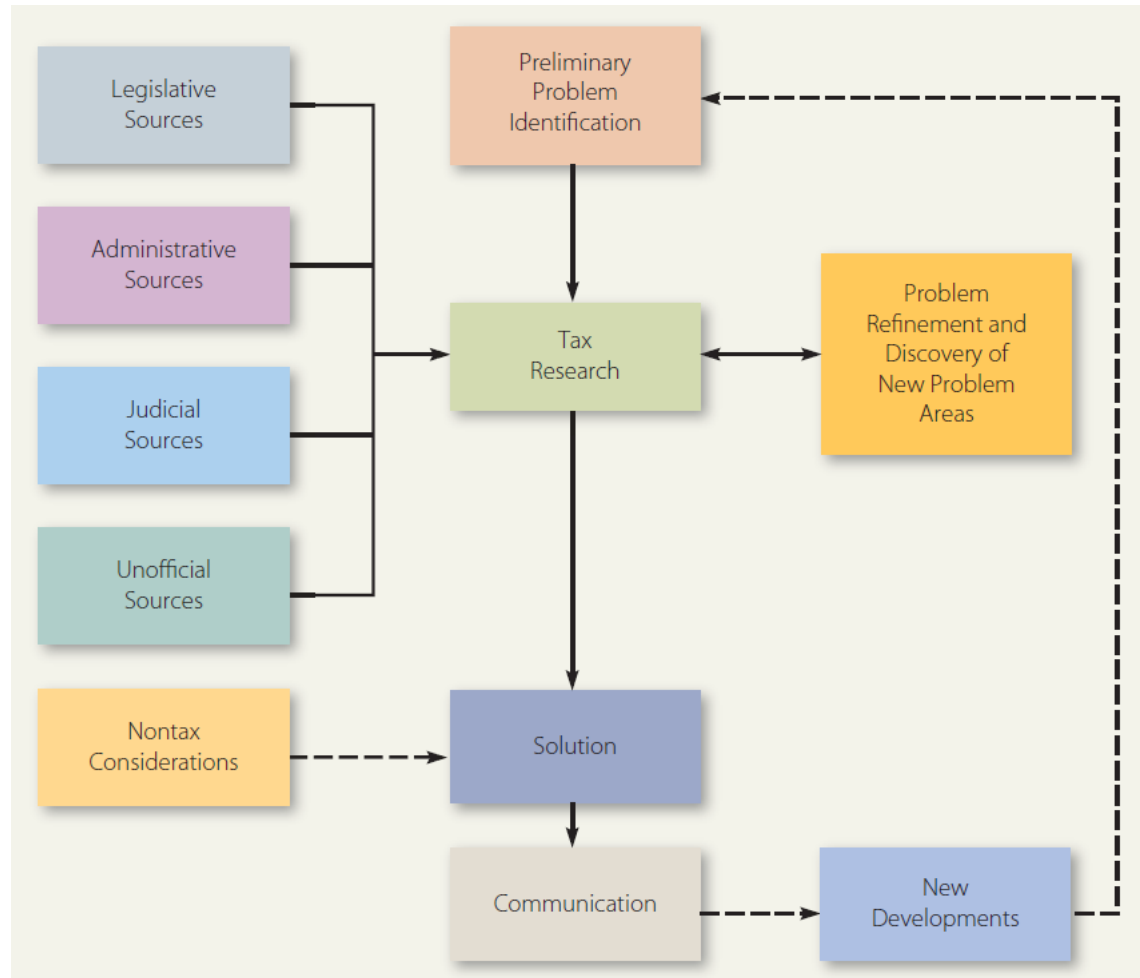 Legislative
Sources
Preliminary
Problem
Identification
Administrative
Sources
Tax
Research
Problem
Refinement and
Discovery of
New Problem
Areas
Judicial
Sources
Unofficial
Sources
Nontax
Considerations
Solution
Communication
New
Developments